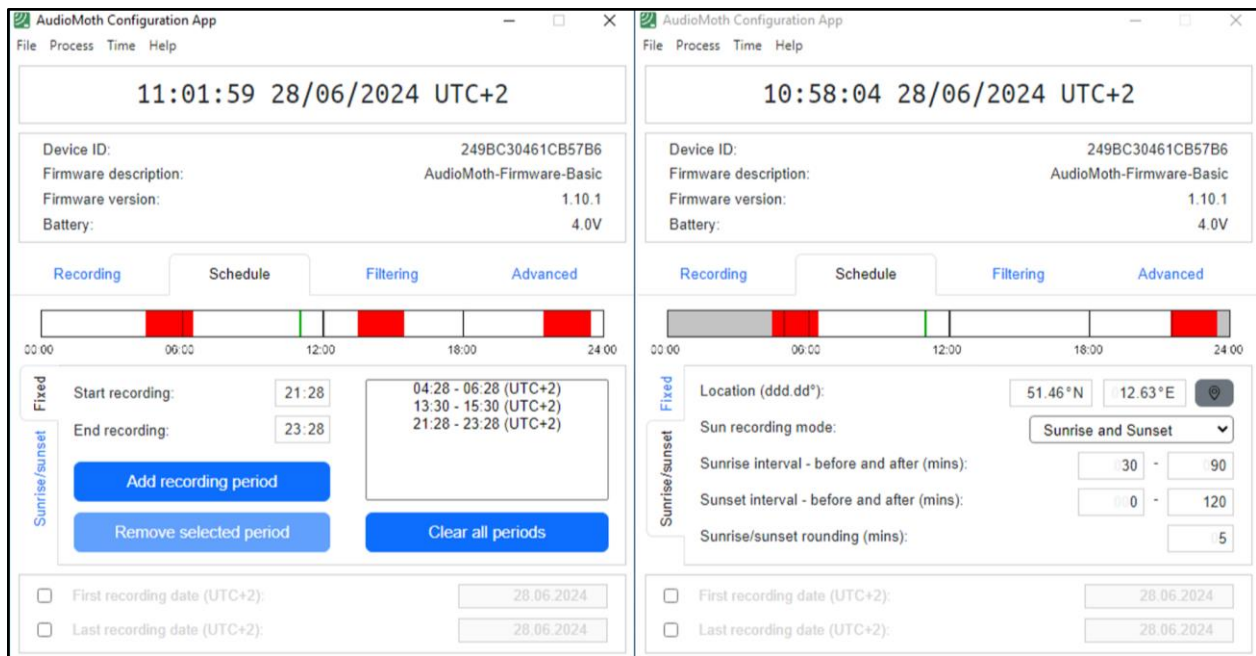 AudioMoth Configuration App
File Process Time Help
11:01:59 28/06/2024 UTC+2
Device ID: 249BC30461CB57B6
Firmware description: AudioMoth-Firmware-Basic
Firmware version: 1.10.1
Battery: 4.0V
Recording Schedule Filtering Advanced
00:00 06:00 12:00 18:00 24:00
Fixed
Sunrise/sunset
Start recording: 21:28
End recording: 23:28
04:28 - 06:28 (UTC+2)
13:30 - 15:30 (UTC+2)
21:28 - 23:28 (UTC+2)
Add recording period
Remove selected period Clear all periods
First recording date (UTC+2): 28.06.2024
Last recording date (UTC+2): 28.06.2024
AudioMoth Configuration App
File Process Time Help
10:58:04 28/06/2024 UTC+2
Device ID: 249BC30461CB57B6
Firmware description: AudioMoth-Firmware-Basic
Firmware version: 1.10.1
Battery: 4.0V
Recording Schedule Filtering Advanced
00:00 06:00 12:00 18:00 24:00
Fixed
Sunrise/sunset
Location (ddd.dd°): 51.46°N 012.63°E
Sun recording mode: Sunrise and Sunset
Sunrise interval - before and after (mins): 030 - 090
Sunset interval - before and after (mins): 000 - 120
Sunrise/sunset rounding (mins): 05
First recording date (UTC+2): 28.06.2024
Last recording date (UTC+2): 28.06.2024